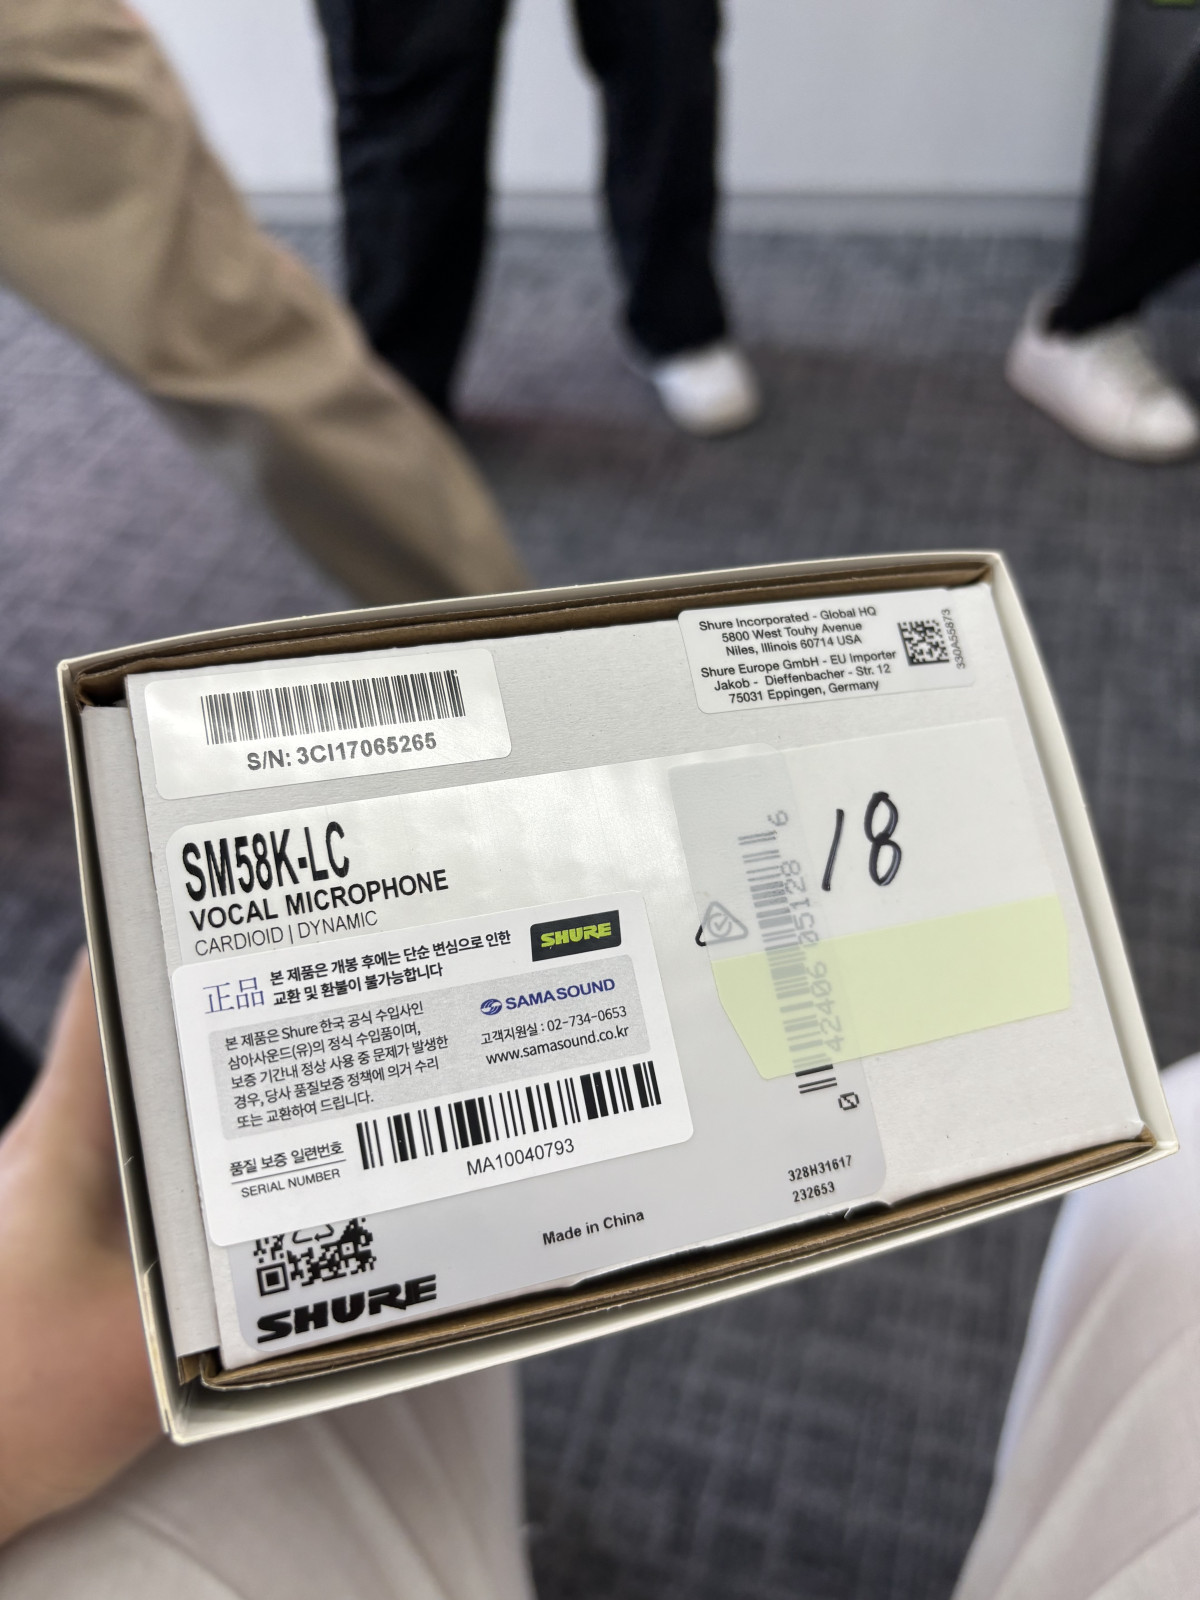 S/N: 3CI17065265
Shure Incorporated - Global HQ
5800 West Touhy Avenue
Niles, Illinois 60714 USA
Shure Europe GmbH - EU Importer
Jakob - Dieffenbacher - Str. 12
75031 Eppingen, Germany
330A55873
SM58K-LC
VOCAL MICROPHONE
CARDIOID | DYNAMIC
18
42406 05128 6
正品
본 제품은 개봉 후에는 단순 변심으로 인한
교환 및 환불이 불가능합니다
SHURE
본 제품은 Shure 한국 공식 수입사인
삼아사운드(유)의 정식 수입품이며,
보증 기간내 정상 사용 중 문제가 발생한
경우, 당사 품질보증 정책에 의거 수리
또는 교환하여 드립니다.
SAMA SOUND
고객지원실 : 02-734-0653
www.samasound.co.kr
품질 보증 일련번호
SERIAL NUMBER
MA10040793
328H31617
232653
Made in China
SHURE